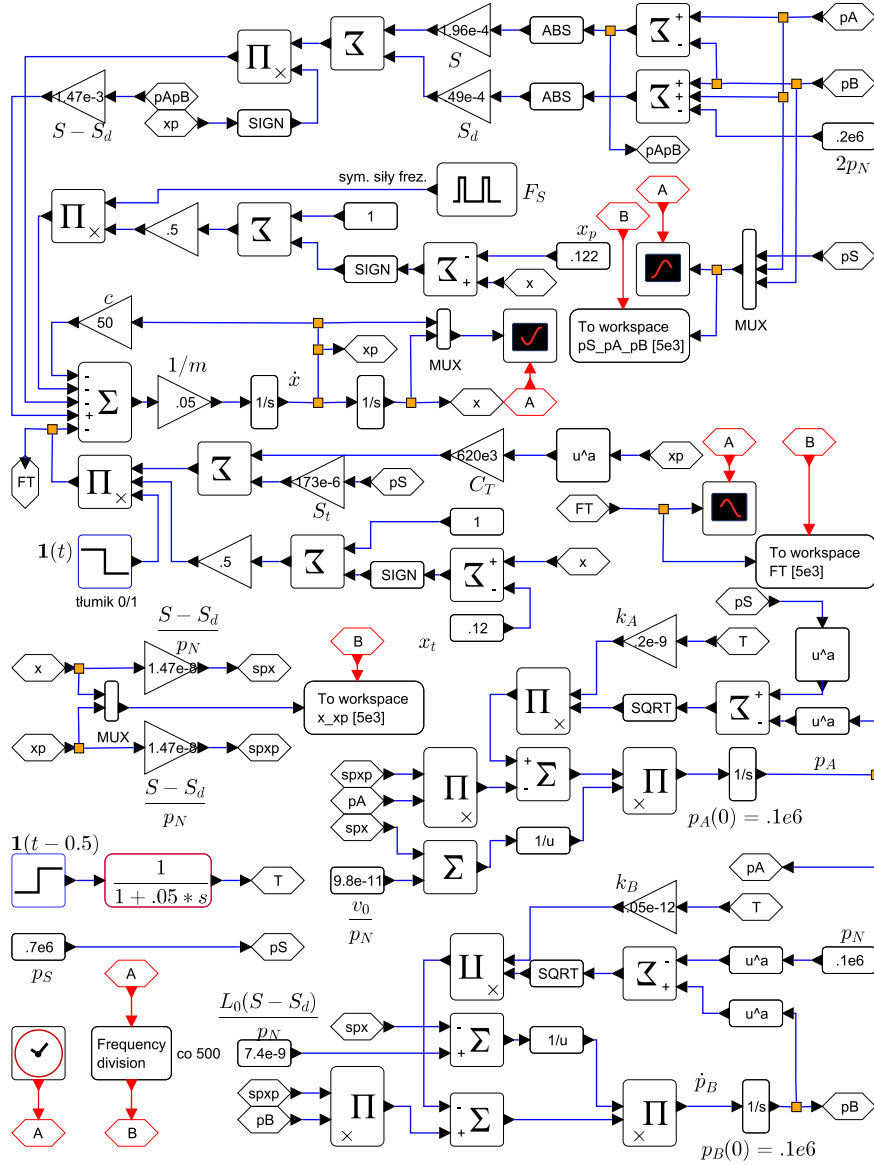 pA
+
-
Σ
ABS
1.96e-4
S
Σ
Π
×
1.47e-3
S − S_d
pApB
xp
SIGN
+
+
-
Σ
ABS
.49e-4
S_d
pB
.2e6
2p_N
pApB
sym. siły frez.
F_S
A
B
Π
×
.5
Σ
1
SIGN
-
Σ
+
x_p
.122
x
pS
MUX
To workspace
pS_pA_pB [5e3]
c
50
MUX
xp
1/m
ẋ
-
-
-
+
-
Σ
.05
1/s
1/s
x
A
FT
Π
×
Σ
620e3
C_T
u^a
xp
173e-6
S_t
pS
A
B
FT
To workspace
FT [5e3]
1(t)
tłumik 0/1
.5
Σ
1
SIGN
+
Σ
-
x
x_t
.12
pS
u^a
S − S_d
p_N
x
1.47e-8
spx
MUX
B
To workspace
x_xp [5e3]
xp
1.47e-8
spxp
S − S_d
p_N
k_A
.2e-9
T
Π
×
SQRT
+
Σ
-
u^a
spxp
pA
spx
Π
×
+
Σ
-
Π
×
1/s
p_A
p_A(0) = .1e6
Σ
1/u
9.8e-11
v_0
p_N
pA
1(t − 0.5)
1
1 + .05 * s
T
k_B
.05e-12
T
.7e6
p_S
pS
Π
×
SQRT
-
Σ
+
u^a
p_N
.1e6
u^a
A
Frequency
division
co 500
L_0(S − S_d)
p_N
spx
7.4e-9
-
Σ
+
1/u
spxp
pB
Π
×
-
Σ
+
Π
×
ṗ_B
1/s
pB
p_B(0) = .1e6
A
B